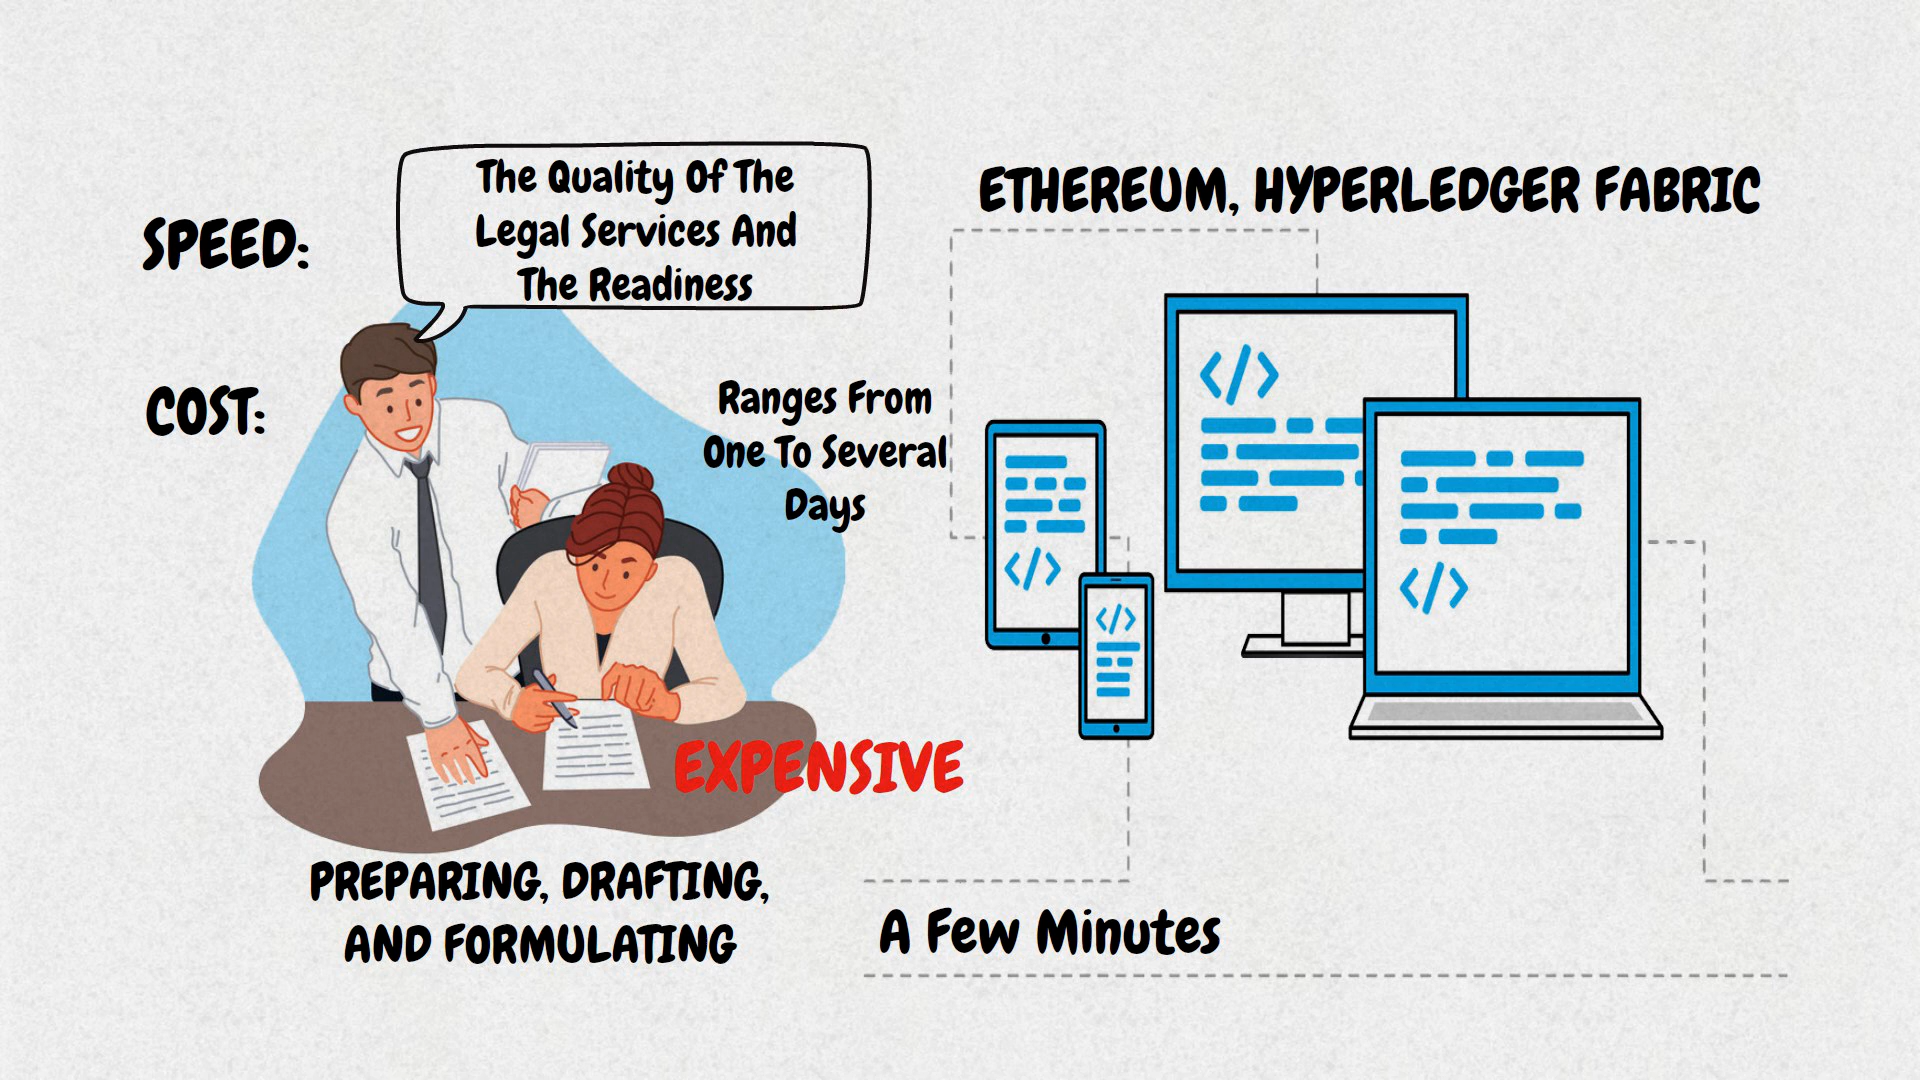 The Quality Of The
Legal Services And
The Readiness
SPEED:
COST:
Ranges From
One To Several
Days
EXPENSIVE
PREPARING, DRAFTING,
AND FORMULATING
ETHEREUM, HYPERLEDGER FABRIC
</>
</>
</>
</>
A Few Minutes